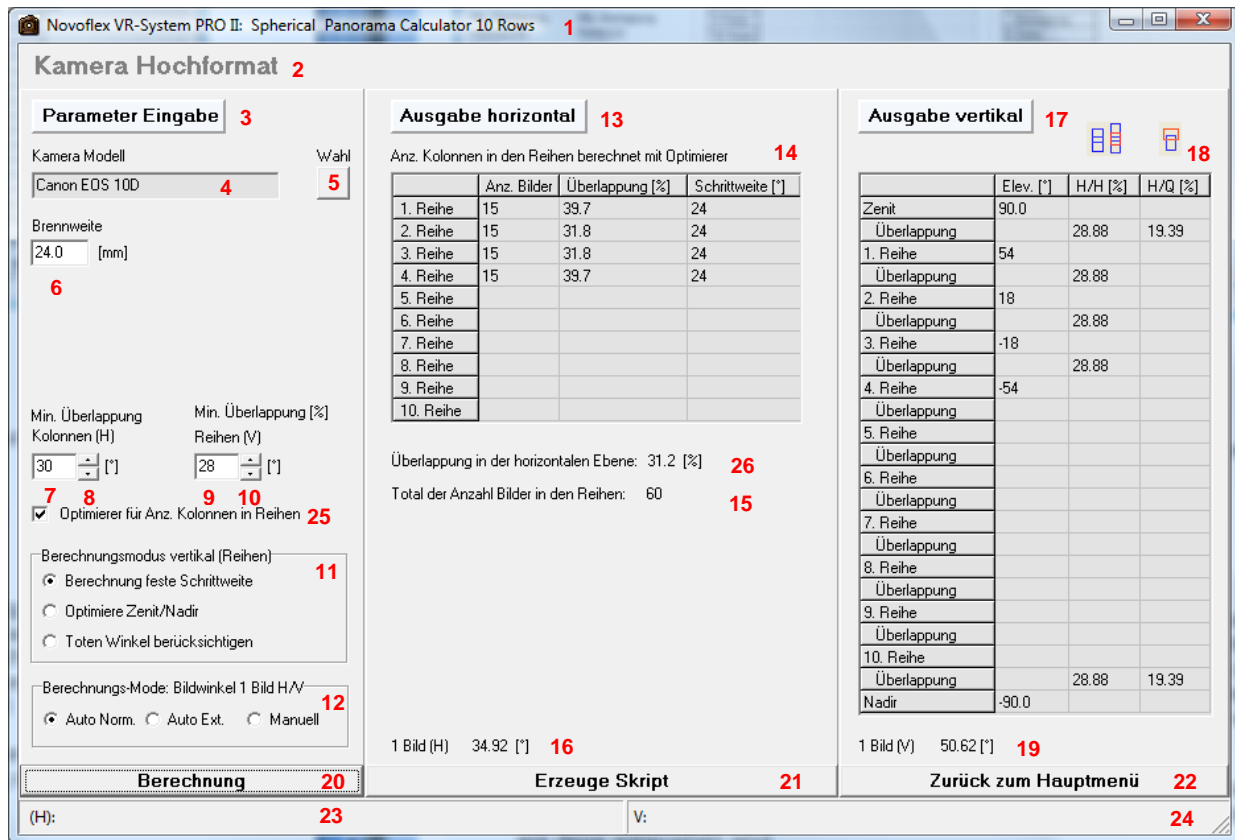 Novoflex VR-System PRO II: Spherical Panorama Calculator 10 Rows 1
Kamera Hochformat 2
Parameter Eingabe 3
Kamera Modell
Wahl
Canon EOS 10D 4
5
Brennweite
24.0 [mm]
6
Min. Überlappung
Kolonnen (H)
Min. Überlappung [%]
Reihen (V)
30 [°]
28 [°]
7 8 9 10
Optimierer für Anz. Kolonnen in Reihen 25
Berechnungsmodus vertikal (Reihen)
11
Berechnung feste Schrittweite
Optimiere Zenit/Nadir
Toten Winkel berücksichtigen
Berechnungs-Mode: Bildwinkel 1 Bild H/V
12
Auto Norm. Auto Ext. Manuell
Ausgabe horizontal 13
Anz. Kolonnen in den Reihen berechnet mit Optimierer 14
Anz. Bilder Überlappung [%] Schrittweite [°]
1. Reihe 15 39.7 24
2. Reihe 15 31.8 24
3. Reihe 15 31.8 24
4. Reihe 15 39.7 24
5. Reihe
6. Reihe
7. Reihe
8. Reihe
9. Reihe
10. Reihe
Überlappung in der horizontalen Ebene: 31.2 [%] 26
Total der Anzahl Bilder in den Reihen: 60 15
1 Bild (H) 34.92 [°] 16
Ausgabe vertikal 17
18
Elev. [°] H/H [%] H/Q [%]
Zenit 90.0
Überlappung 28.88 19.39
1. Reihe 54
Überlappung 28.88
2. Reihe 18
Überlappung 28.88
3. Reihe -18
Überlappung 28.88
4. Reihe -54
Überlappung
5. Reihe
Überlappung
6. Reihe
Überlappung
7. Reihe
Überlappung
8. Reihe
Überlappung
9. Reihe
Überlappung
10. Reihe
Überlappung 28.88 19.39
Nadir -90.0
1 Bild (V) 50.62 [°] 19
Berechnung 20
Erzeuge Skript 21
Zurück zum Hauptmenü 22
(H): 23
V: 24